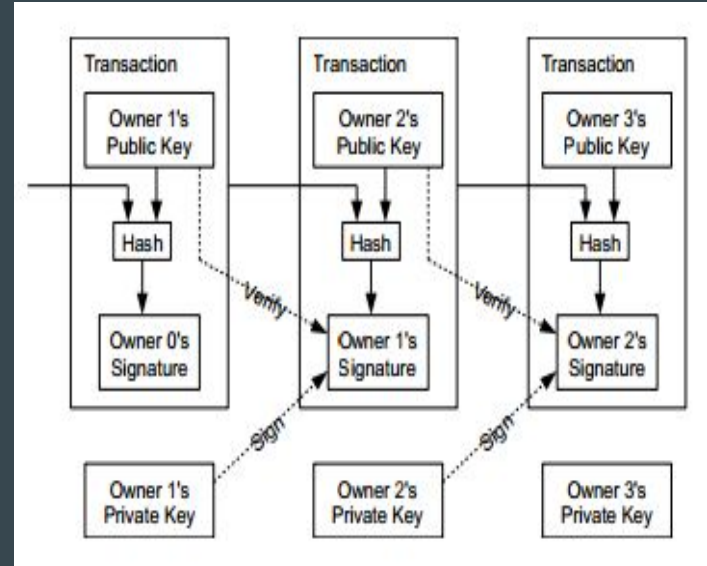 Transaction
Transaction
Transaction
Owner 1's
Public Key
Owner 2's
Public Key
Owner 3's
Public Key
Hash
Hash
Hash
Verify
Verify
Owner 0's
Signature
Owner 1's
Signature
Owner 2's
Signature
Sign
Sign
Owner 1's
Private Key
Owner 2's
Private Key
Owner 3's
Private Key